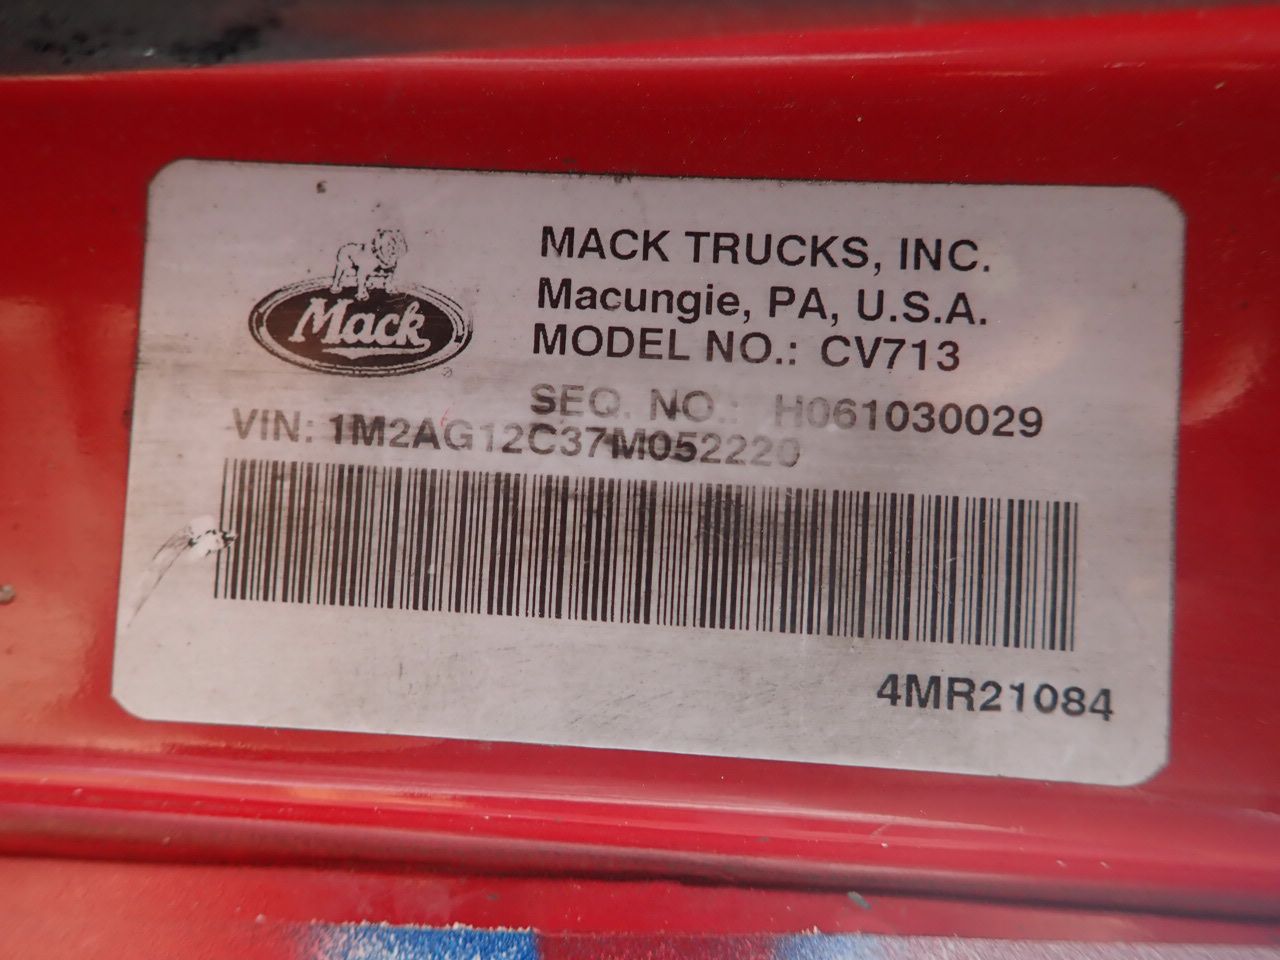 Mack
MACK TRUCKS, INC.
Macungie, PA, U.S.A.
MODEL NO.: CV713
SEQ. NO.: H061030029
VIN: 1M2AG12C37M052220
4MR21084